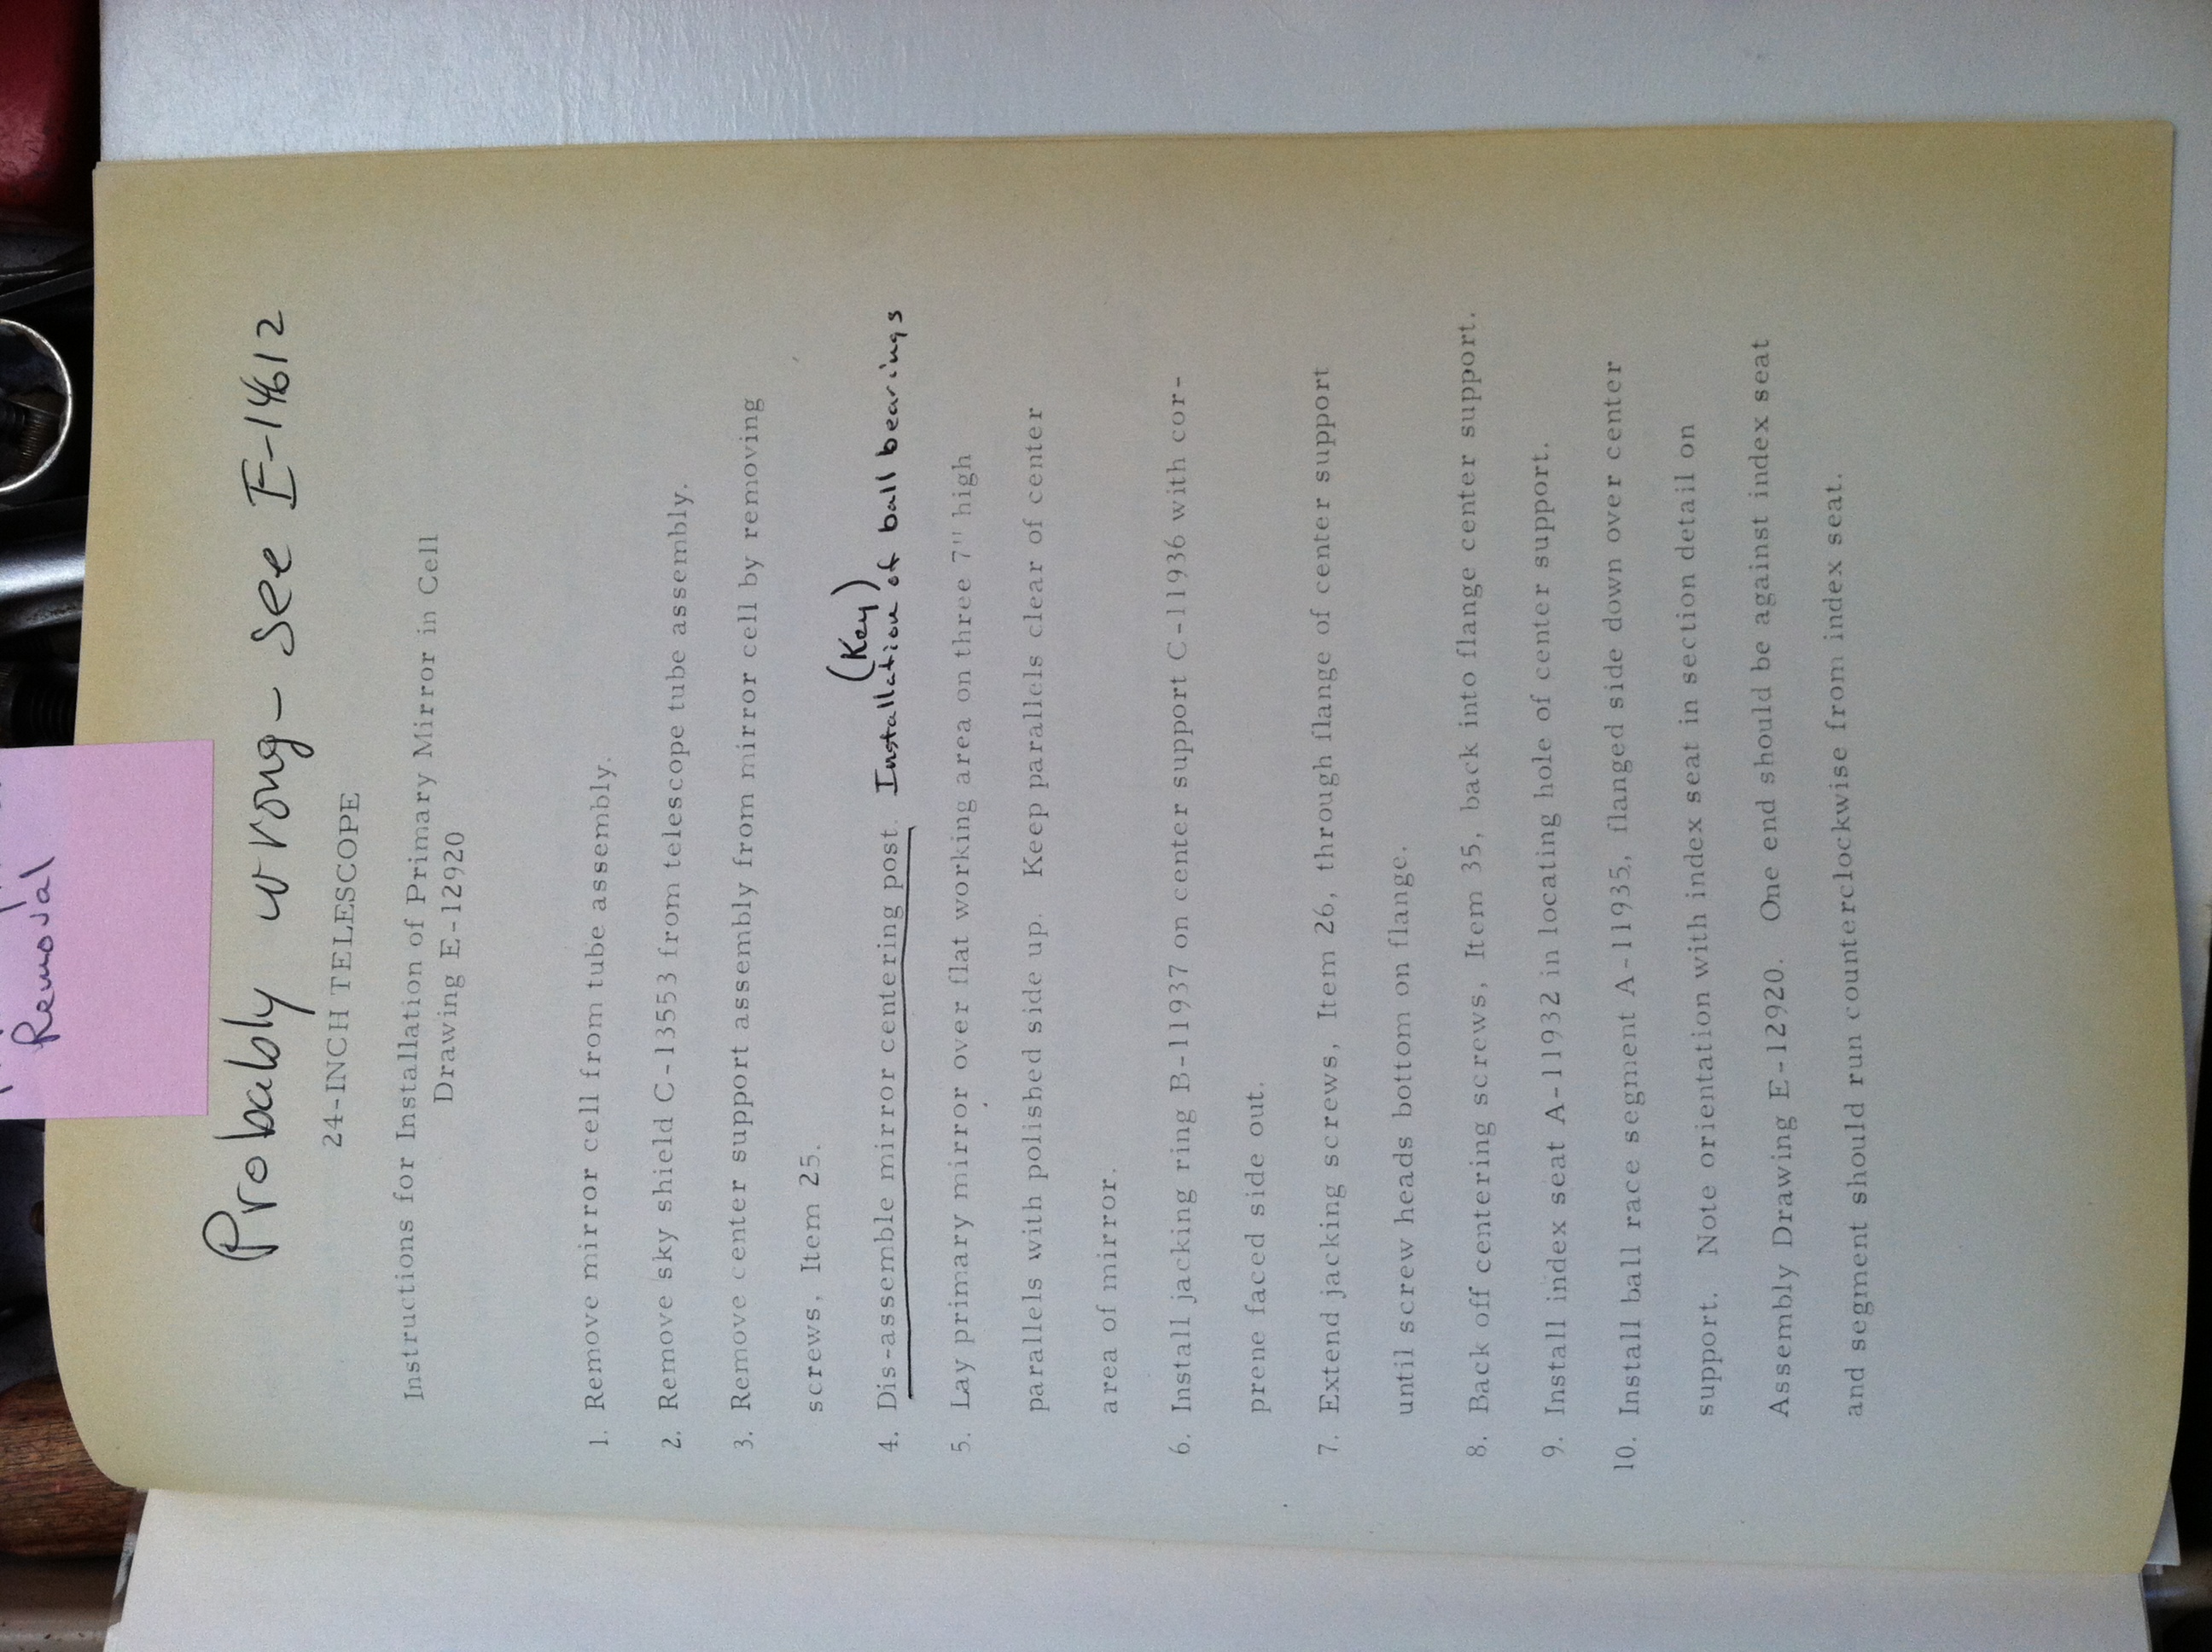 Removal
Probably wrong - see E-14612
24-INCH TELESCOPE
Instructions for Installation of Primary Mirror in Cell
Drawing E-12920
1. Remove mirror cell from tube assembly.
2. Remove sky shield C-13553 from telescope tube assembly.
3. Remove center support assembly from mirror cell by removing
screws, Item 25.
(Key)
4. Dis-assemble mirror centering post. Installation of ball bearings
5. Lay primary mirror over flat working area on three 7" high
parallels with polished side up. Keep parallels clear of center
area of mirror.
6. Install jacking ring B-11937 on center support C-11936 with cor-
prene faced side out.
7. Extend jacking screws, Item 26, through flange of center support
until screw heads bottom on flange.
8. Back off centering screws, Item 35, back into flange center support.
9. Install index seat A-11932 in locating hole of center support.
10. Install ball race segment A-11935, flanged side down over center
support. Note orientation with index seat in section detail on
Assembly Drawing E-12920. One end should be against index seat
and segment should run counterclockwise from index seat.